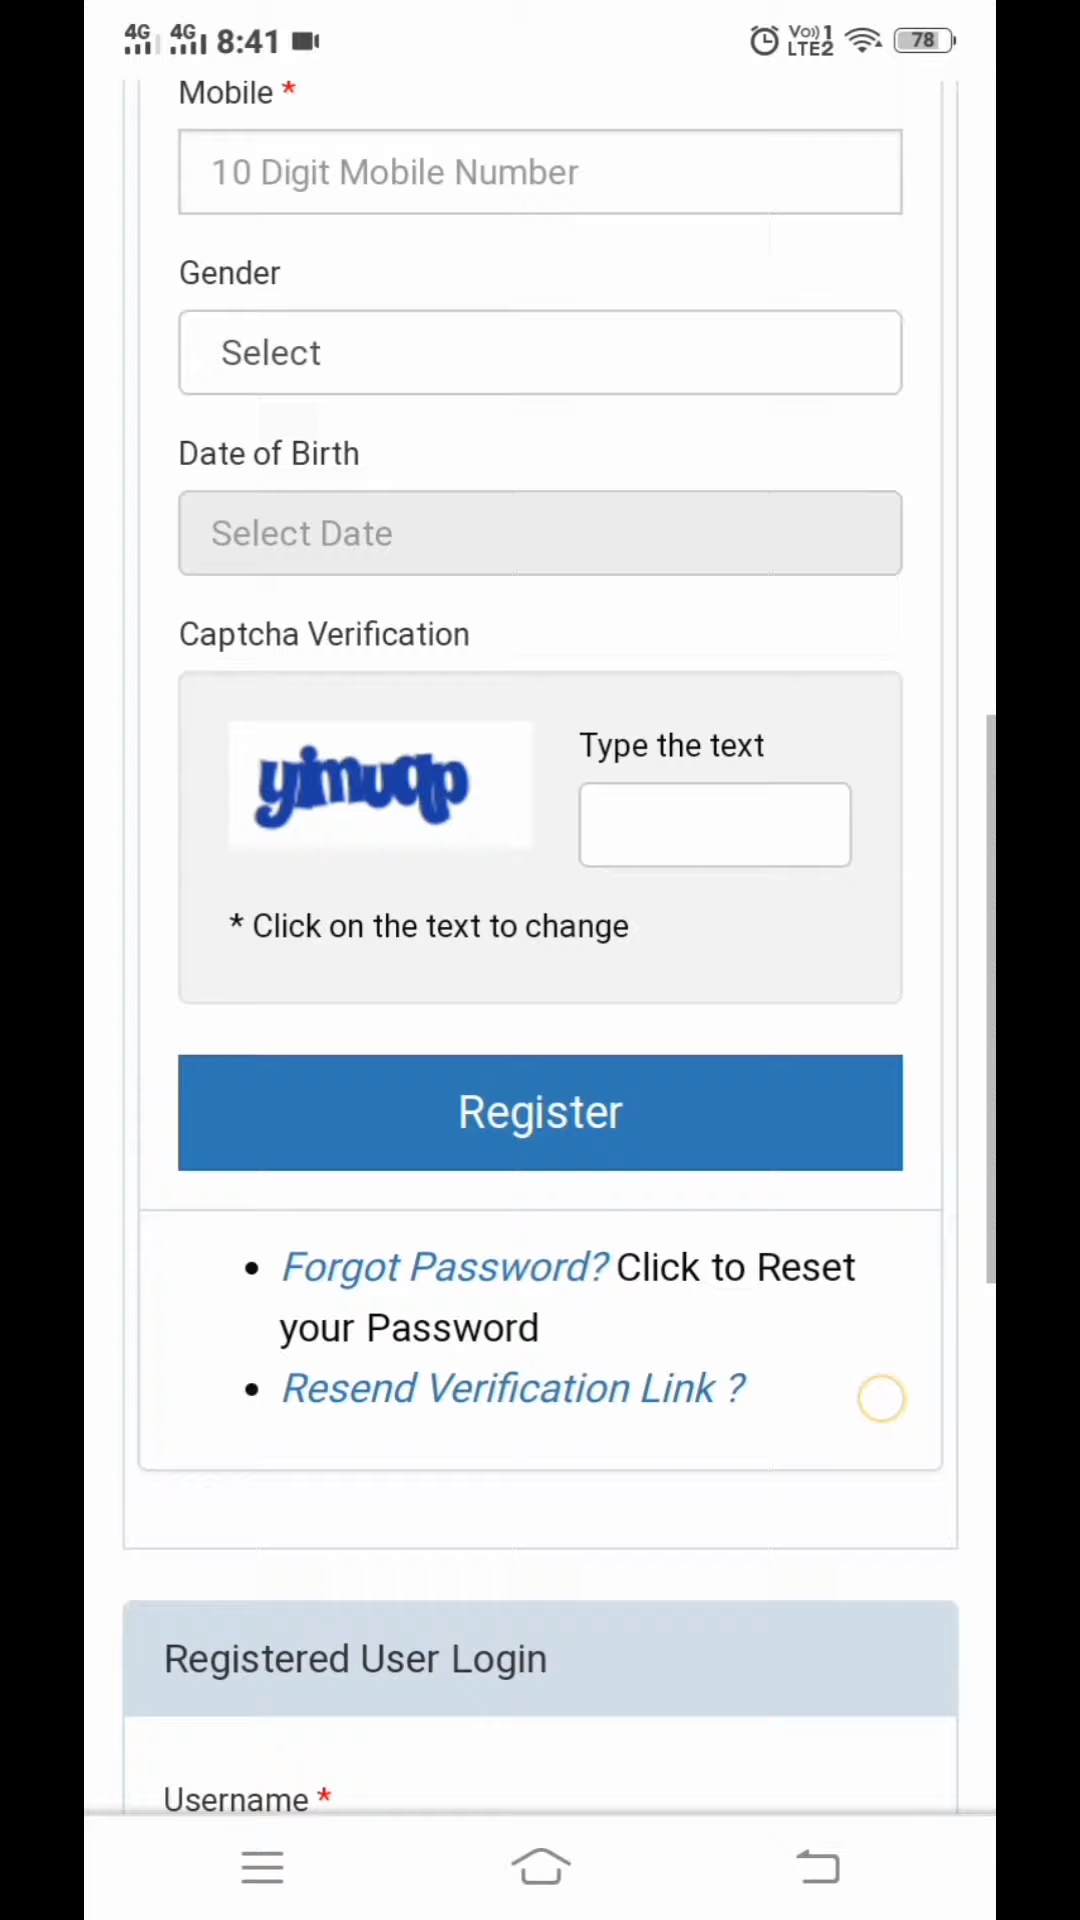 4G 4G 8:41 Vo)) 1 LTE2 78
Mobile *
10 Digit Mobile Number
Gender
Select
Date of Birth
Select Date
Captcha Verification
Type the text
* Click on the text to change
Register
• Forgot Password? Click to Reset
your Password
• Resend Verification Link ?
Registered User Login
Username *